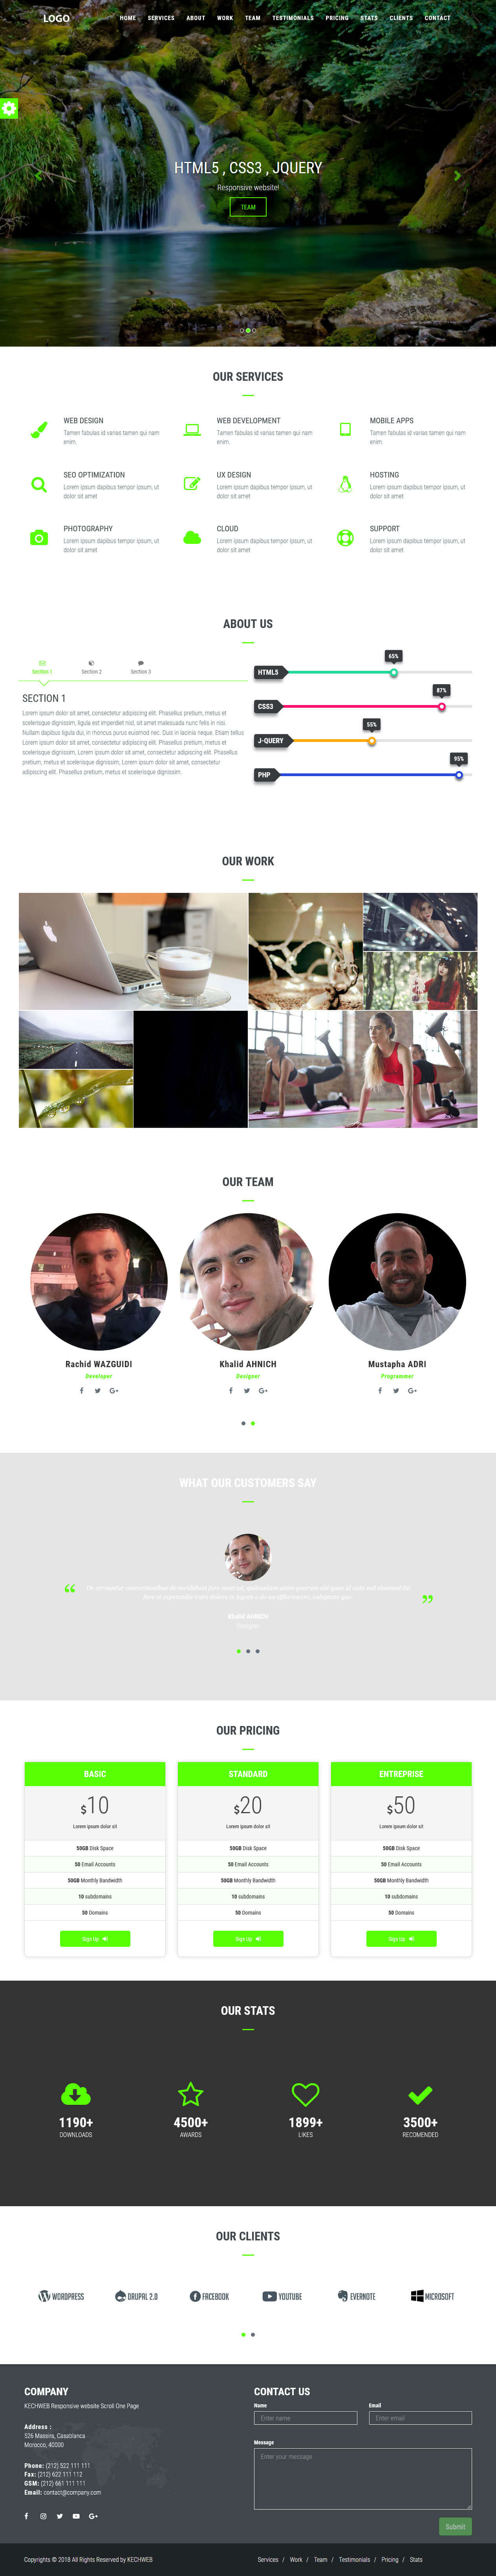 LOGO
HOME SERVICES ABOUT WORK TEAM TESTIMONIALS PRICING STATS CLIENTS CONTACT
HTML5 , CSS3 , JQUERY
Responsive website!
TEAM
OUR SERVICES
WEB DESIGN
Tamen fabulas id varias tamen qui nam
enim.
WEB DEVELOPMENT
Tamen fabulas id varias tamen qui nam
enim.
MOBILE APPS
Tamen fabulas id varias tamen qui nam
enim.
SEO OPTIMIZATION
Lorem ipsum dapibus tempor ipsum, ut
dolor sit amet
UX DESIGN
Lorem ipsum dapibus tempor ipsum, ut
dolor sit amet
HOSTING
Lorem ipsum dapibus tempor ipsum, ut
dolor sit amet
PHOTOGRAPHY
Lorem ipsum dapibus tempor ipsum, ut
dolor sit amet
CLOUD
Lorem ipsum dapibus tempor ipsum, ut
dolor sit amet
SUPPORT
Lorem ipsum dapibus tempor ipsum, ut
dolor sit amet
ABOUT US
Section 1 Section 2 Section 3
SECTION 1
Lorem ipsum dolor sit amet, consectetur adipiscing elit. Phasellus pretium, metus et
scelerisque dignissim, ligula est imperdiet nisl, sit amet malesuada nunc felis in nisi.
Nullam dapibus ligula dui, in rhoncus purus euismod nec. Duis in lacinia neque. Etiam tellus
Lorem ipsum dolor sit amet, consectetur adipiscing elit. Phasellus pretium, metus et
scelerisque dignissim, Lorem ipsum dolor sit amet, consectetur adipiscing elit. Phasellus
pretium, metus et scelerisque dignissim, Lorem ipsum dolor sit amet, consectetur
adipiscing elit. Phasellus pretium, metus et scelerisque dignissim.
65%
HTML5
87%
CSS3
55%
J-QUERY
95%
PHP
OUR WORK
OUR TEAM
Rachid WAZGUIDI
Developer
Khalid AHNICH
Designer
Mustapha ADRI
Programmer
WHAT OUR CUSTOMERS SAY
Khalid AHNICH
Designer
OUR PRICING
BASIC
$10
Lorem ipsum dolor sit
50GB Disk Space
50 Email Accounts
50GB Monthly Bandwidth
10 subdomains
50 Domains
Sign Up
STANDARD
$20
Lorem ipsum dolor sit
50GB Disk Space
50 Email Accounts
50GB Monthly Bandwidth
10 subdomains
50 Domains
Sign Up
ENTREPRISE
$50
Lorem ipsum dolor sit
50GB Disk Space
50 Email Accounts
50GB Monthly Bandwidth
10 subdomains
50 Domains
Sign Up
OUR STATS
1190+
DOWNLOADS
4500+
AWARDS
1899+
LIKES
3500+
RECOMENDED
OUR CLIENTS
WORDPRESS DRUPAL 2.0 FACEBOOK YOUTUBE EVERNOTE MICROSOFT
COMPANY
KECHWEB Responsive website Scroll One Page
Address :
526 Massira, Casablanca
Morocco, 40000
Phone: (212) 522 111 111
Fax: (212) 622 111 112
GSM: (212) 661 111 111
Email: contact@company.com
CONTACT US
Name Email
Enter name Enter email
Message
Enter your message
Submit
Copyrights © 2018 All Rights Reserved by KECHWEB
Services / Work / Team / Testimonials / Pricing / Stats